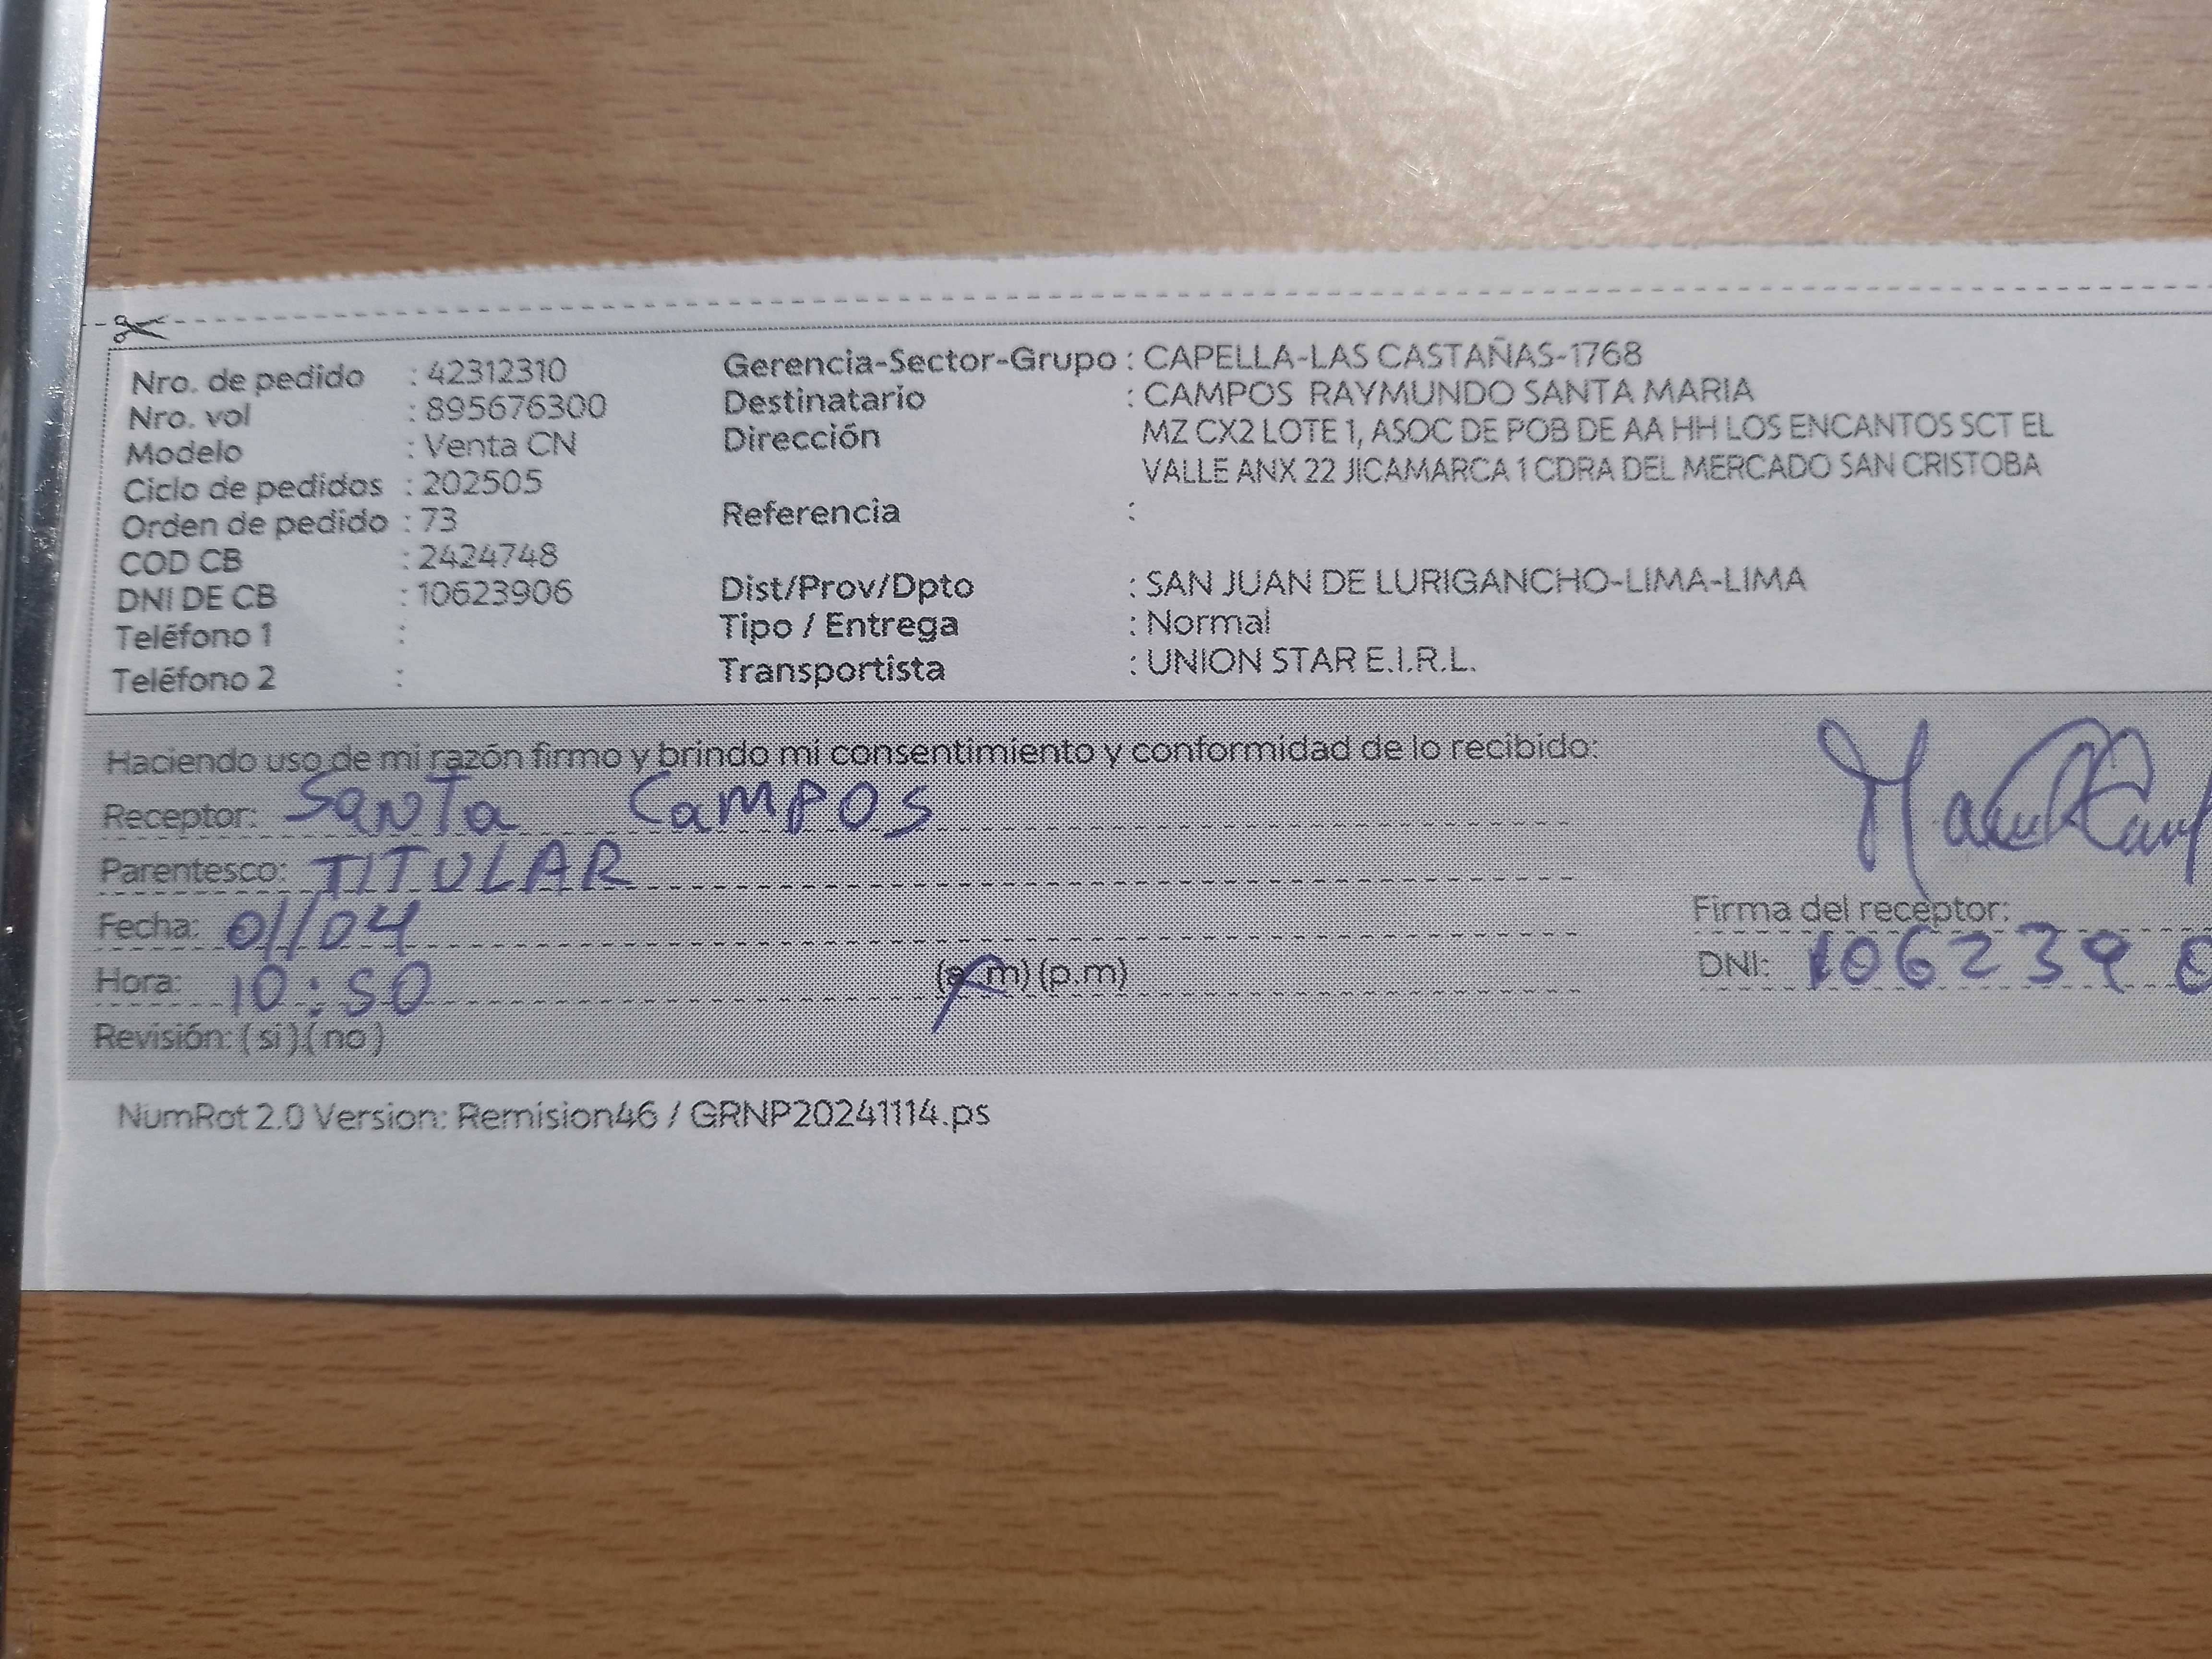 Nro. de pedido : 42312310 Gerencia-Sector-Grupo : CAPELLA-LAS CASTAÑAS-1768
Nro. vol : 895676300 Destinatario : CAMPOS RAYMUNDO SANTA MARIA
Modelo : Venta CN Dirección MZ CX2 LOTE 1, ASOC DE POB DE AA HH LOS ENCANTOS SCT EL
Ciclo de pedidos : 202505 VALLE ANX 22 JICAMARCA 1 CDRA DEL MERCADO SAN CRISTOBA
Orden de pedido : 73 Referencia :
COD CB : 2424748
DNI DE CB : 10623906 Dist/Prov/Dpto : SAN JUAN DE LURIGANCHO-LIMA-LIMA
Teléfono 1 : Tipo / Entrega : Normal
Teléfono 2 : Transportista : UNION STAR E.I.R.L.
Haciendo uso de mi razón firmo y brindo mi consentimiento y conformidad de lo recibido:
Receptor: Santa Campos
Parentesco: TITULAR
Fecha: 01/04 Firma del receptor:
Hora: 10:50 (a.m) (p.m) DNI: 106239
Revisión: ( si ) ( no )
NumRot 2.0 Version: Remision46 / GRNP20241114.ps